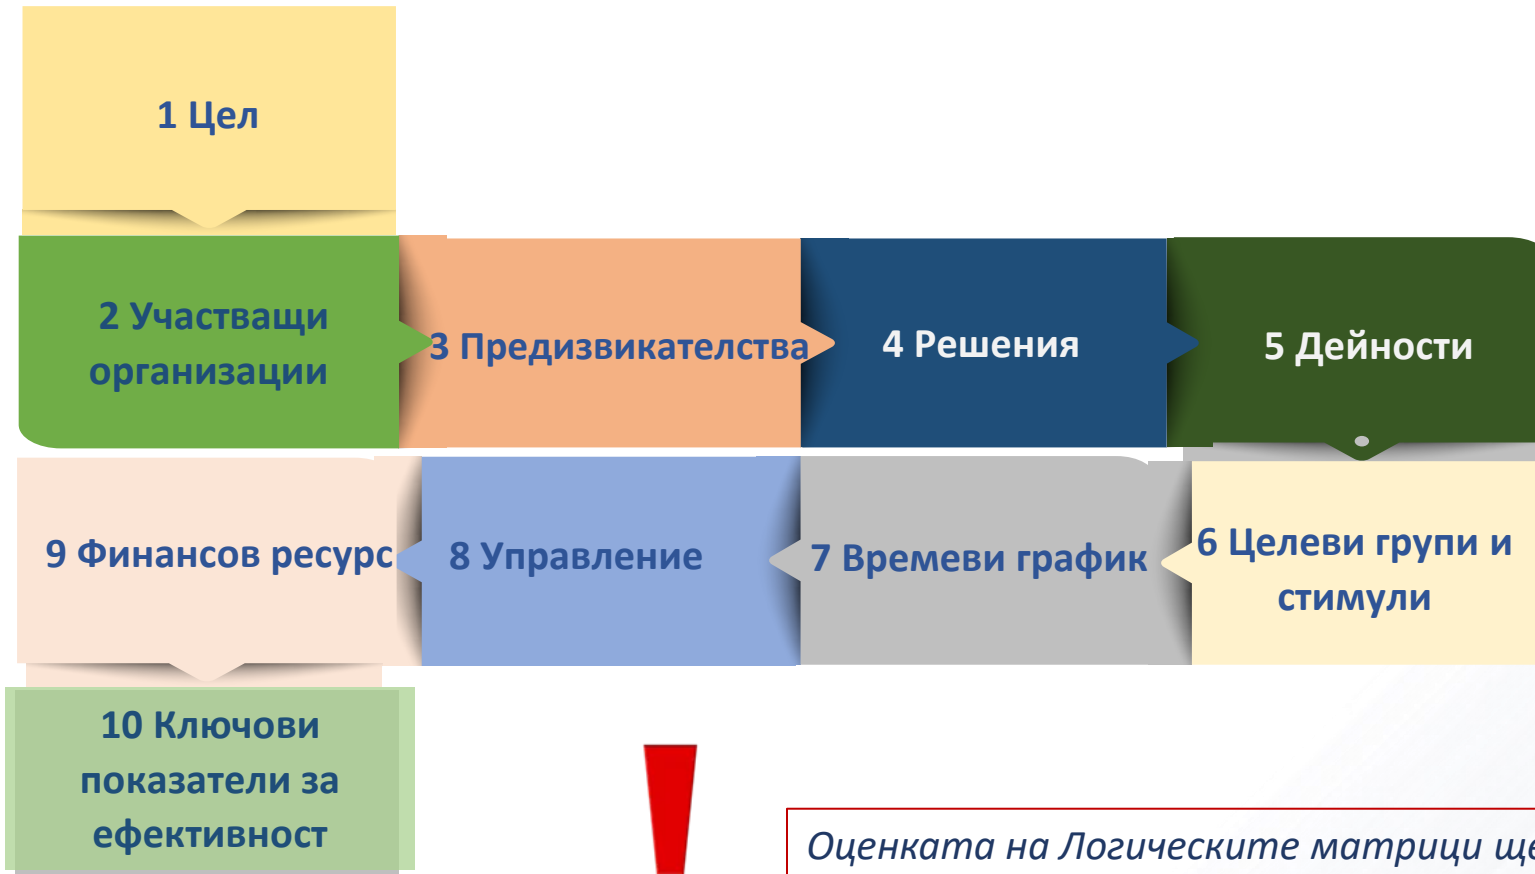 1 Цел
2 Участващи
организации
3 Предизвикателства
4 Решения
5 Дейности
6 Целеви групи и
стимули
7 Времеви график
8 Управление
9 Финансов ресурс
10 Ключови
показатели за
ефективност
Оценката на Логическите матрици ще